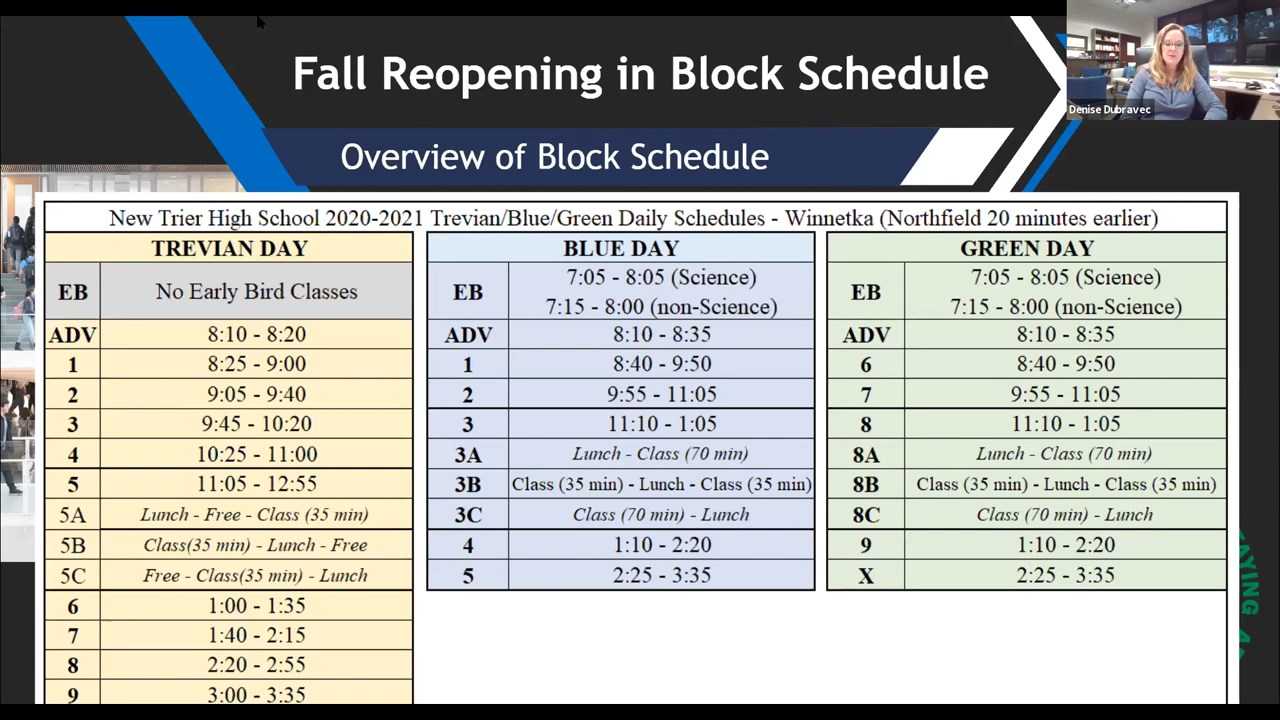 Fall Reopening in Block Schedule
Denise Dubravec
Overview of Block Schedule
New Trier High School 2020-2021 Trevian/Blue/Green Daily Schedules - Winnetka (Northfield 20 minutes earlier)
TREVIAN DAY
EB No Early Bird Classes
ADV 8:10 - 8:20
1 8:25 - 9:00
2 9:05 - 9:40
3 9:45 - 10:20
4 10:25 - 11:00
5 11:05 - 12:55
5A Lunch - Free - Class (35 min)
5B Class(35 min) - Lunch - Free
5C Free - Class(35 min) - Lunch
6 1:00 - 1:35
7 1:40 - 2:15
8 2:20 - 2:55
9 3:00 - 3:35
BLUE DAY
EB 7:05 - 8:05 (Science)
7:15 - 8:00 (non-Science)
ADV 8:10 - 8:35
1 8:40 - 9:50
2 9:55 - 11:05
3 11:10 - 1:05
3A Lunch - Class (70 min)
3B Class (35 min) - Lunch - Class (35 min)
3C Class (70 min) - Lunch
4 1:10 - 2:20
5 2:25 - 3:35
GREEN DAY
EB 7:05 - 8:05 (Science)
7:15 - 8:00 (non-Science)
ADV 8:10 - 8:35
6 8:40 - 9:50
7 9:55 - 11:05
8 11:10 - 1:05
8A Lunch - Class (70 min)
8B Class (35 min) - Lunch - Class (35 min)
8C Class (70 min) - Lunch
9 1:10 - 2:20
X 2:25 - 3:35